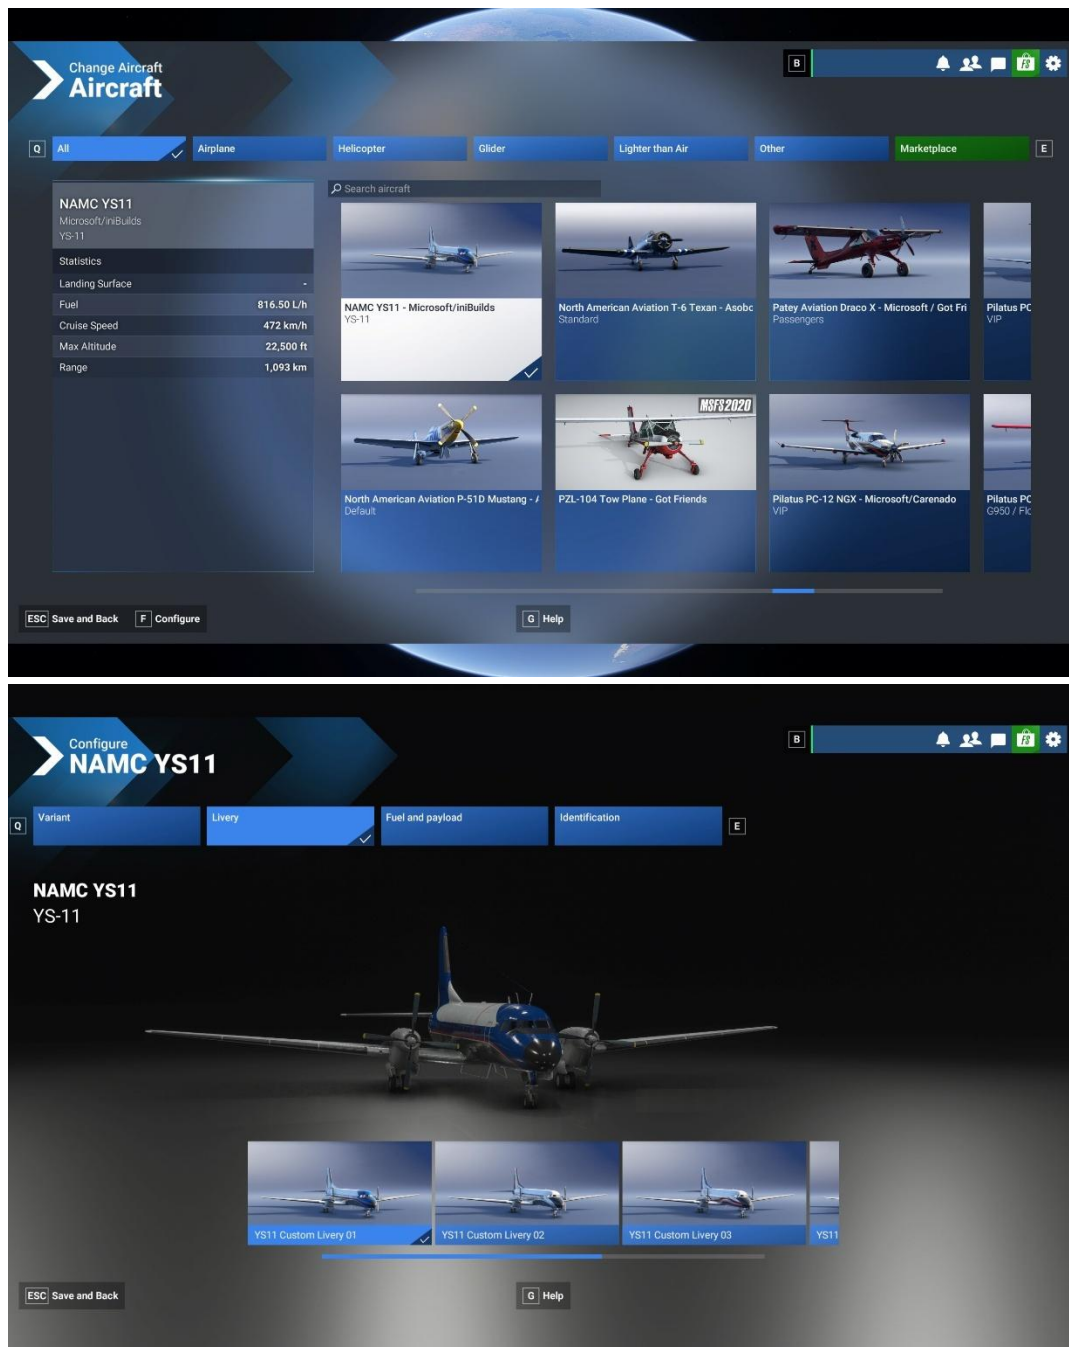 Change Aircraft
Aircraft
B
FS
Q
All
Airplane
Helicopter
Glider
Lighter than Air
Other
Marketplace
E
NAMC YS11
Microsoft/iniBuilds
YS-11
Statistics
Landing Surface -
Fuel 816.50 L/h
Cruise Speed 472 km/h
Max Altitude 22,500 ft
Range 1,093 km
Search aircraft
NAMC YS11 - Microsoft/iniBuilds
YS-11
North American Aviation T-6 Texan - Asobo
Standard
Patey Aviation Draco X - Microsoft / Got Fri
Passengers
Pilatus PC
VIP
North American Aviation P-51D Mustang - A
Default
MSFS2020
PZL-104 Tow Plane - Got Friends
Pilatus PC-12 NGX - Microsoft/Carenado
VIP
Pilatus PC
G950 / Flo
ESC Save and Back
F Configure
G Help
Configure
NAMC YS11
B
FS
Q
Variant
Livery
Fuel and payload
Identification
E
NAMC YS11
YS-11
YS11 Custom Livery 01
YS11 Custom Livery 02
YS11 Custom Livery 03
YS11
ESC Save and Back
G Help